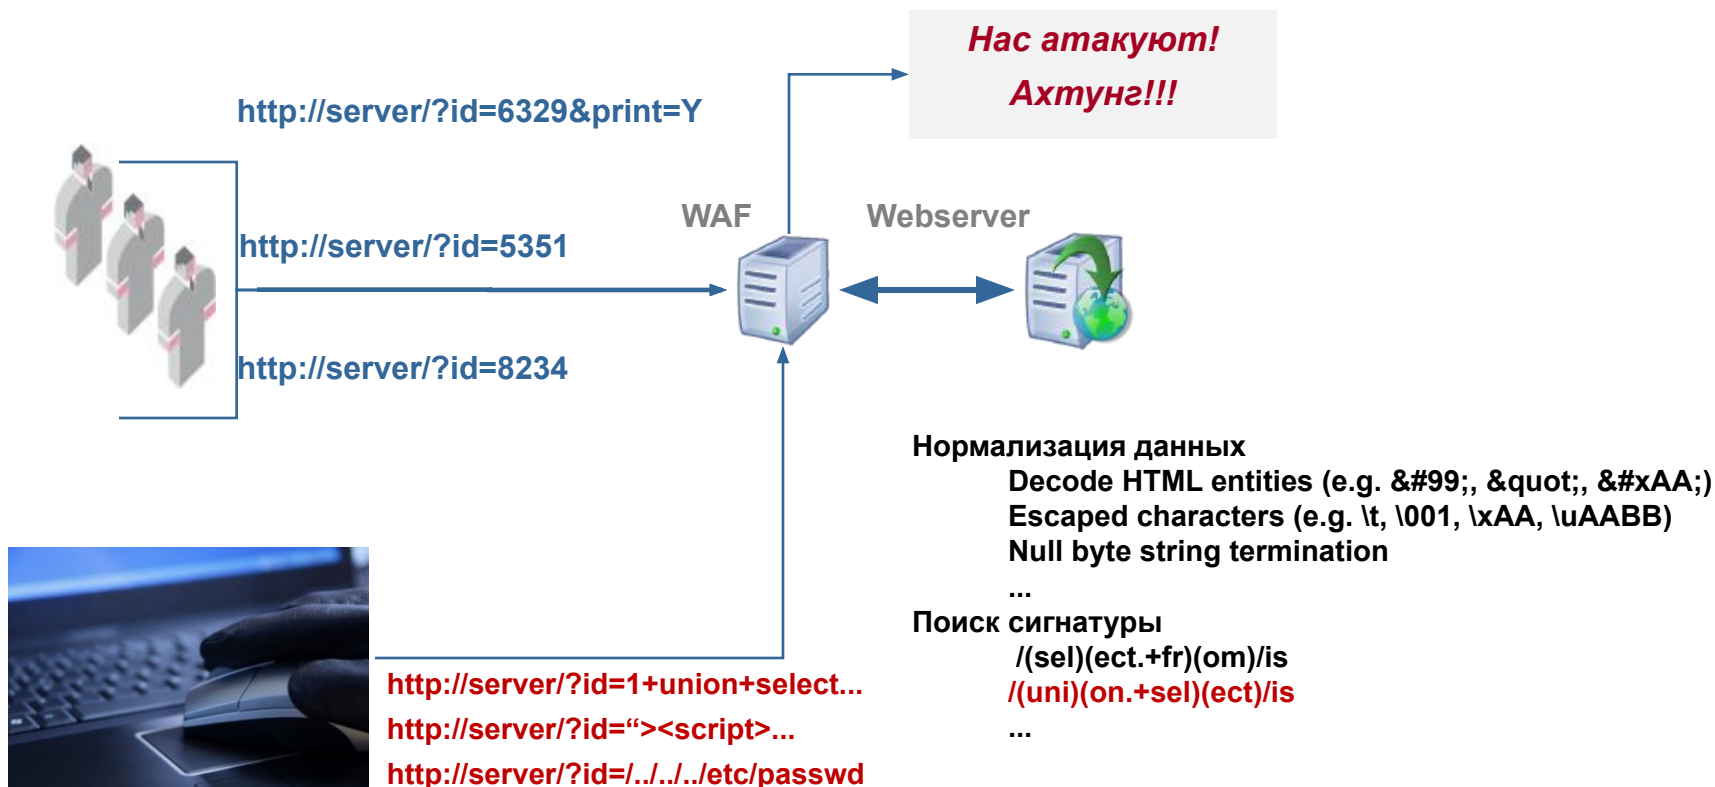 Нас атакуют!
Ахтунг!!!
http://server/?id=6329&print=Y
WAF
Webserver
http://server/?id=5351
http://server/?id=8234
Нормализация данных
Decode HTML entities (e.g. &#99;, &quot;, &#xAA;)
Escaped characters (e.g. \t, \001, \xAA, \uAABB)
Null byte string termination
...
Поиск сигнатуры
/(sel)(ect.+fr)(om)/is
/(uni)(on.+sel)(ect)/is
...
http://server/?id=1+union+select...
http://server/?id=“><script>...
http://server/?id=/../../../etc/passwd